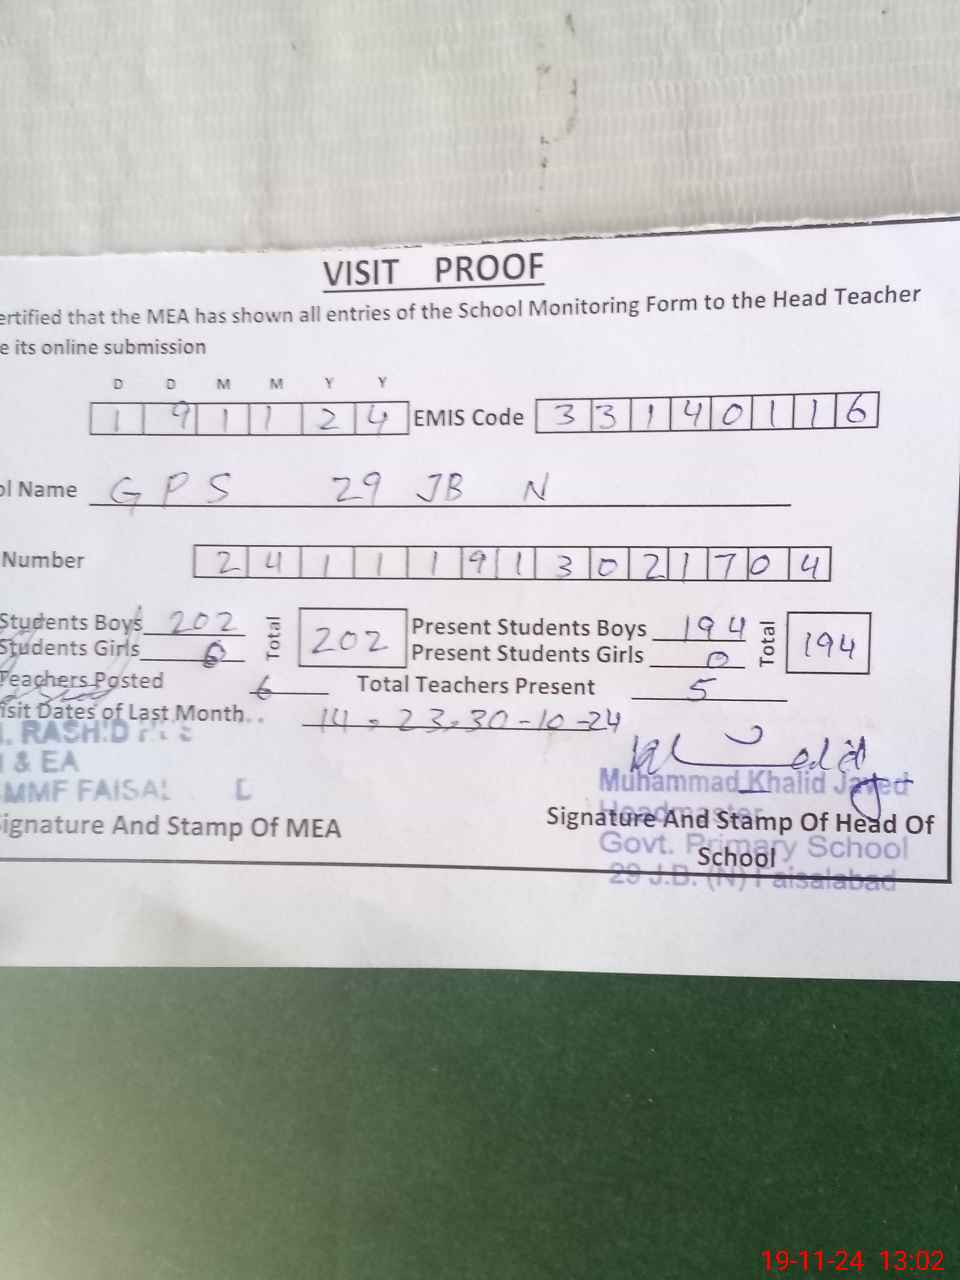 VISIT PROOF
ertified that the MEA has shown all entries of the School Monitoring Form to the Head Teacher
e its online submission
D D M M Y Y
1 9 1 1 2 4 EMIS Code 3 3 1 4 0 1 1 6
ol Name G P S 29 JB N
Number 2 4 1 1 1 9 1 3 0 2 1 7 0 4
Students Boys 202 Total 202 Present Students Boys 194 Total 194
Students Girls 0 Present Students Girls 0
Teachers Posted 6 Total Teachers Present 5
isit Dates of Last Month.. 14, 23, 30-10-24
. RASHID
& EA
MMF FAISAL D
Muhammad Khalid Javed
Headmaster
ignature And Stamp Of MEA Signature And Stamp Of Head Of School
Govt. Primary School
29 J.B. (N) Faisalabad
19-11-24 13:02